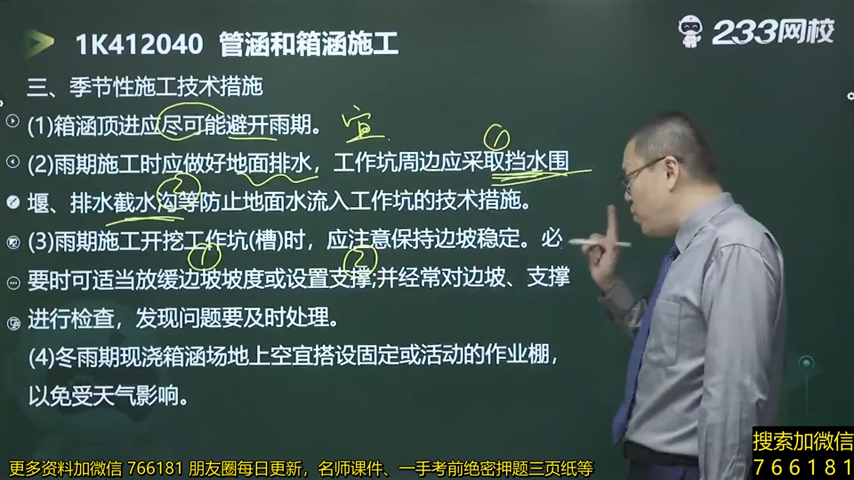 1K412040 管涵和箱涵施工
233网校
三、季节性施工技术措施
(1)箱涵顶进应尽可能避开雨期。 宜
(2)雨期施工时应做好地面排水，工作坑周边应采取挡水围
堰、排水截水沟等防止地面水流入工作坑的技术措施。
(3)雨期施工开挖工作坑(槽)时，应注意保持边坡稳定。必
要时可适当放缓边坡坡度或设置支撑;并经常对边坡、支撑
进行检查，发现问题要及时处理。
(4)冬雨期现浇箱涵场地上空宜搭设固定或活动的作业棚，
以免受天气影响。
① 
②
①
②
搜索加微信
766181
更多资料加微信 766181 朋友圈每日更新，名师课件、一手考前绝密押题三页纸等